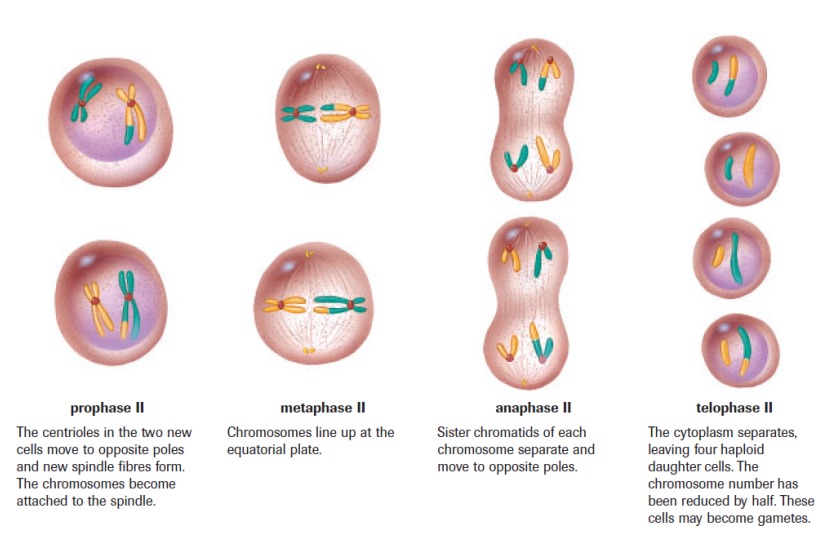 prophase II
The centrioles in the two new
cells move to opposite poles
and new spindle fibres form.
The chromosomes become
attached to the spindle.
metaphase II
Chromosomes line up at the
equatorial plate.
anaphase II
Sister chromatids of each
chromosome separate and
move to opposite poles.
telophase II
The cytoplasm separates,
leaving four haploid
daughter cells. The
chromosome number has
been reduced by half. These
cells may become gametes.